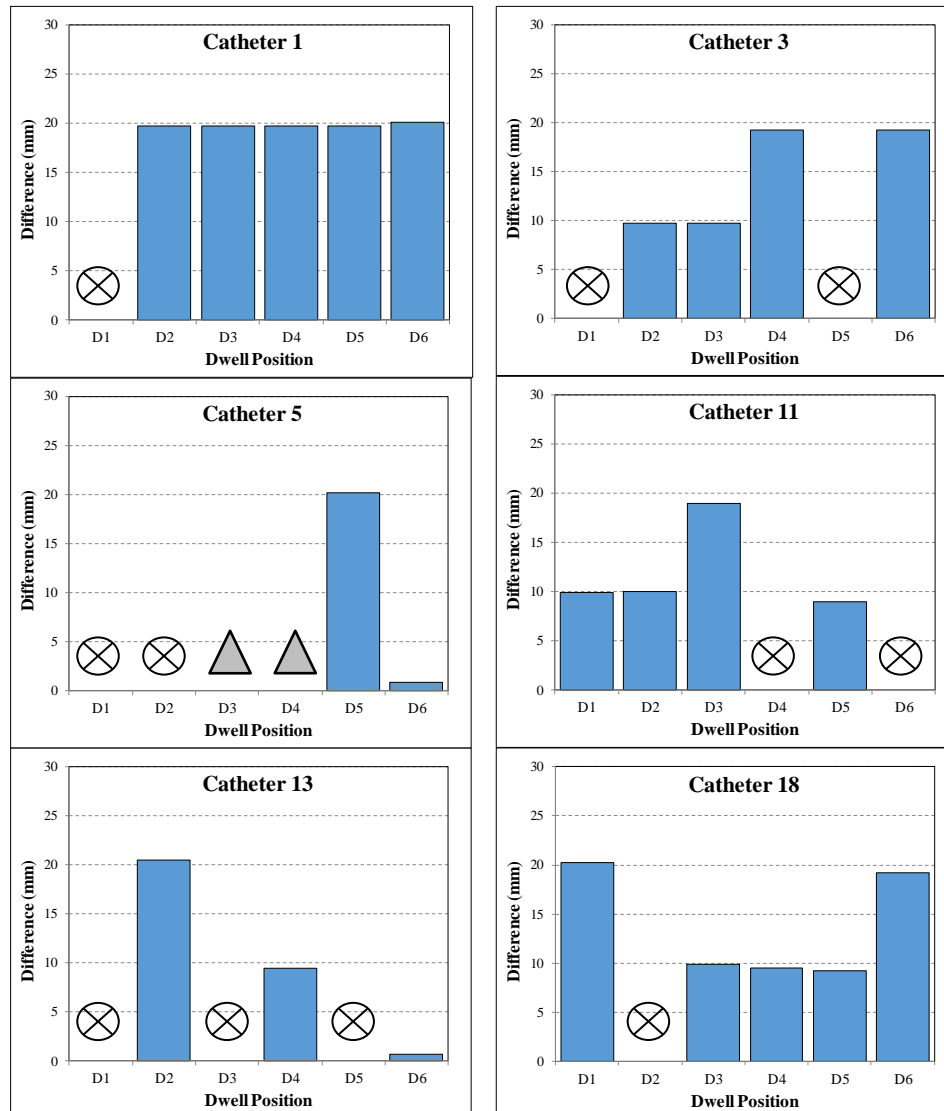 Catheter 1
Difference (mm)
30
25
20
15
10
5
0
D1 D2 D3 D4 D5 D6
Dwell Position
Catheter 3
Difference (mm)
30
25
20
15
10
5
0
D1 D2 D3 D4 D5 D6
Dwell Position
Catheter 5
Difference (mm)
30
25
20
15
10
5
0
D1 D2 D3 D4 D5 D6
Dwell Position
Catheter 11
Difference (mm)
30
25
20
15
10
5
0
D1 D2 D3 D4 D5 D6
Dwell Position
Catheter 13
Difference (mm)
30
25
20
15
10
5
0
D1 D2 D3 D4 D5 D6
Dwell Position
Catheter 18
Difference (mm)
30
25
20
15
10
5
0
D1 D2 D3 D4 D5 D6
Dwell Position